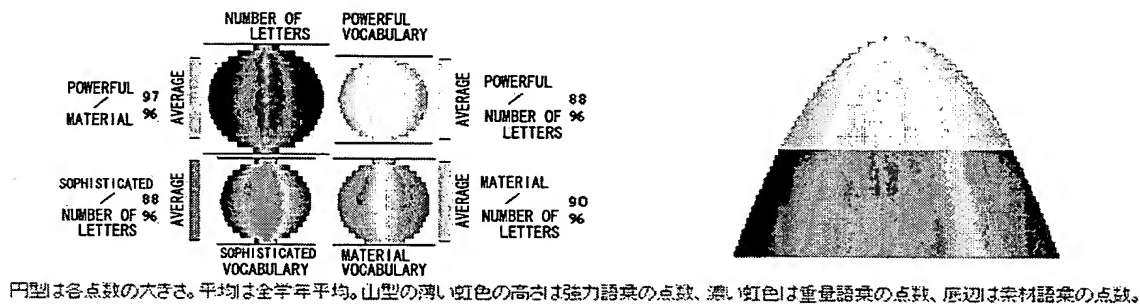 NUMBER OF LETTERS
POWERFUL VOCABULARY
POWERFUL / MATERIAL 97 96
AVERAGE
AVERAGE
POWERFUL / NUMBER OF LETTERS 88 96
SOPHISTICATED / NUMBER OF LETTERS 88 96
AVERAGE
AVERAGE
MATERIAL / NUMBER OF LETTERS 90 96
SOPHISTICATED VOCABULARY
MATERIAL VOCABULARY
円型は各点数の大きさ。平均は全学年平均。山型の薄い虹色の高さは強力語彙の点数、濃い虹色は重量語彙の点数、底辺は素材語彙の点数。